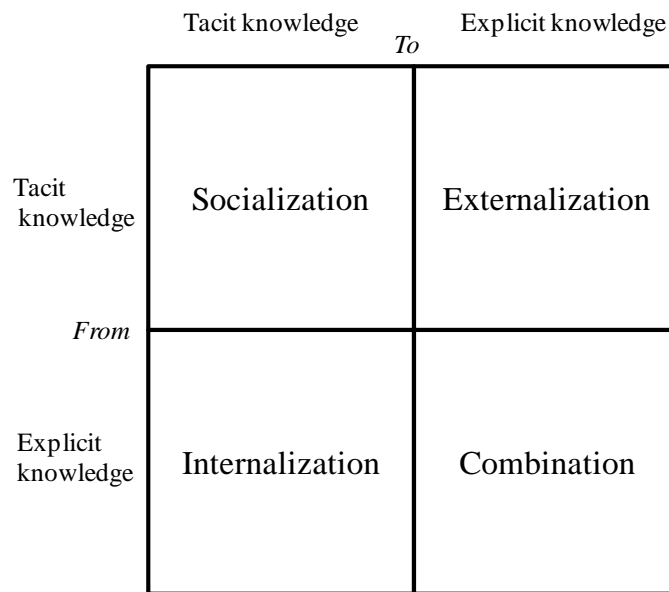 Tacit knowledge Explicit knowledge
To
Tacit
knowledge
Socialization Externalization
From
Explicit
knowledge
Internalization Combination